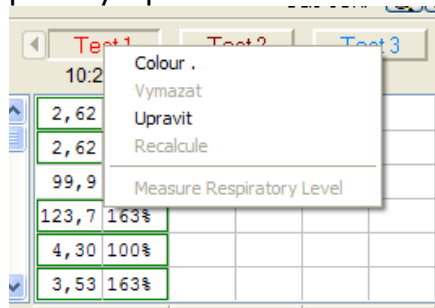 Test 1 Test 2 Test 3
10:2
Colour .
Vymazat
Upravit
Recalcule
Measure Respiratory Level
2,62
2,62
99,9
123,7 163%
4,30 100%
3,53 163%